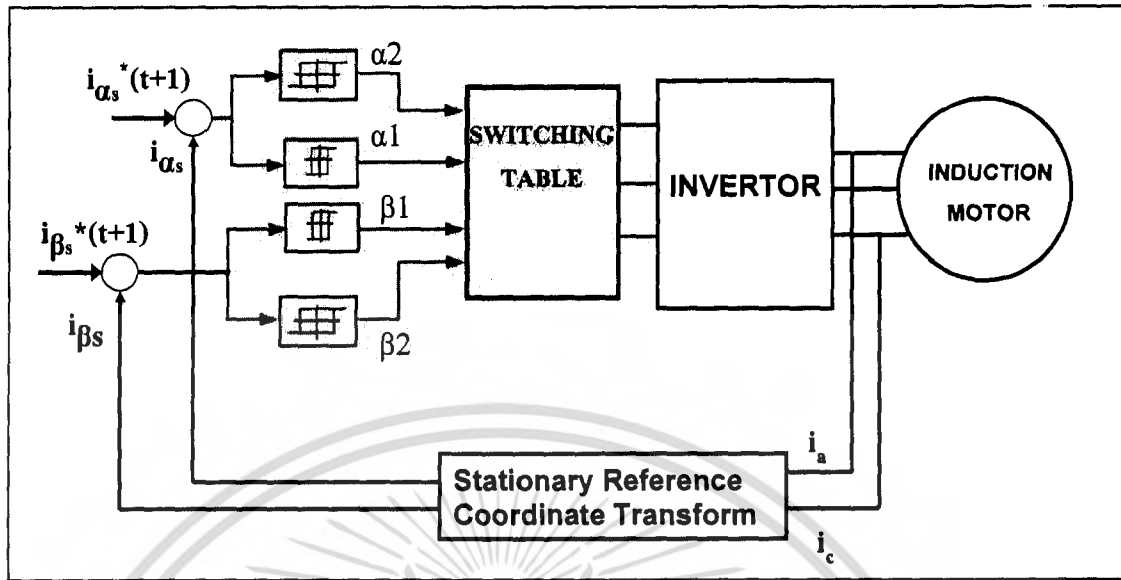 iαs*(t+1)
iαs
iβs*(t+1)
iβs
α2
α1
β1
β2
SWITCHING
TABLE
INVERTOR
INDUCTION
MOTOR
ia
Stationary Reference
Coordinate Transform
ic